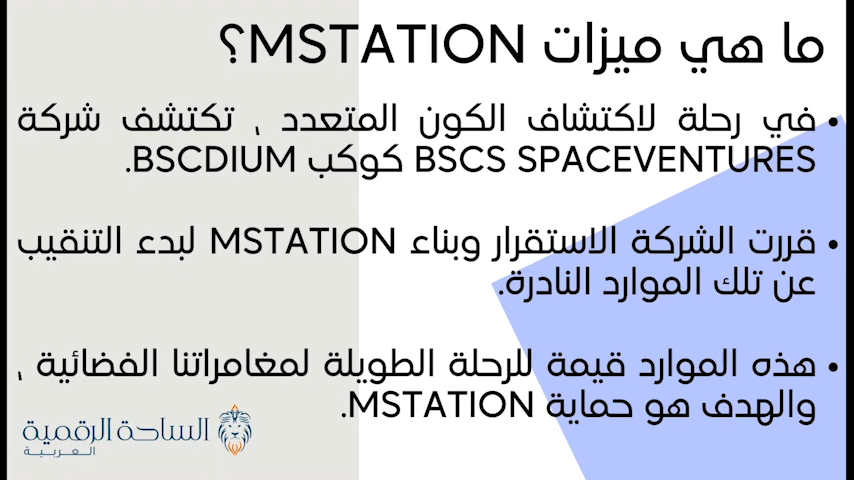 ما هي ميزات MSTATION؟
• في رحلة لاكتشاف الكون المتعدد ، تكتشف شركة
BSCS SPACEVENTURES كوكب BSCDIUM.
• قررت الشركة الاستقرار وبناء MSTATION لبدء التنقيب
عن تلك الموارد النادرة.
• هذه الموارد قيمة للرحلة الطويلة لمغامراتنا الفضائية ،
والهدف هو حماية MSTATION.
الساحة الرقمية
العربية